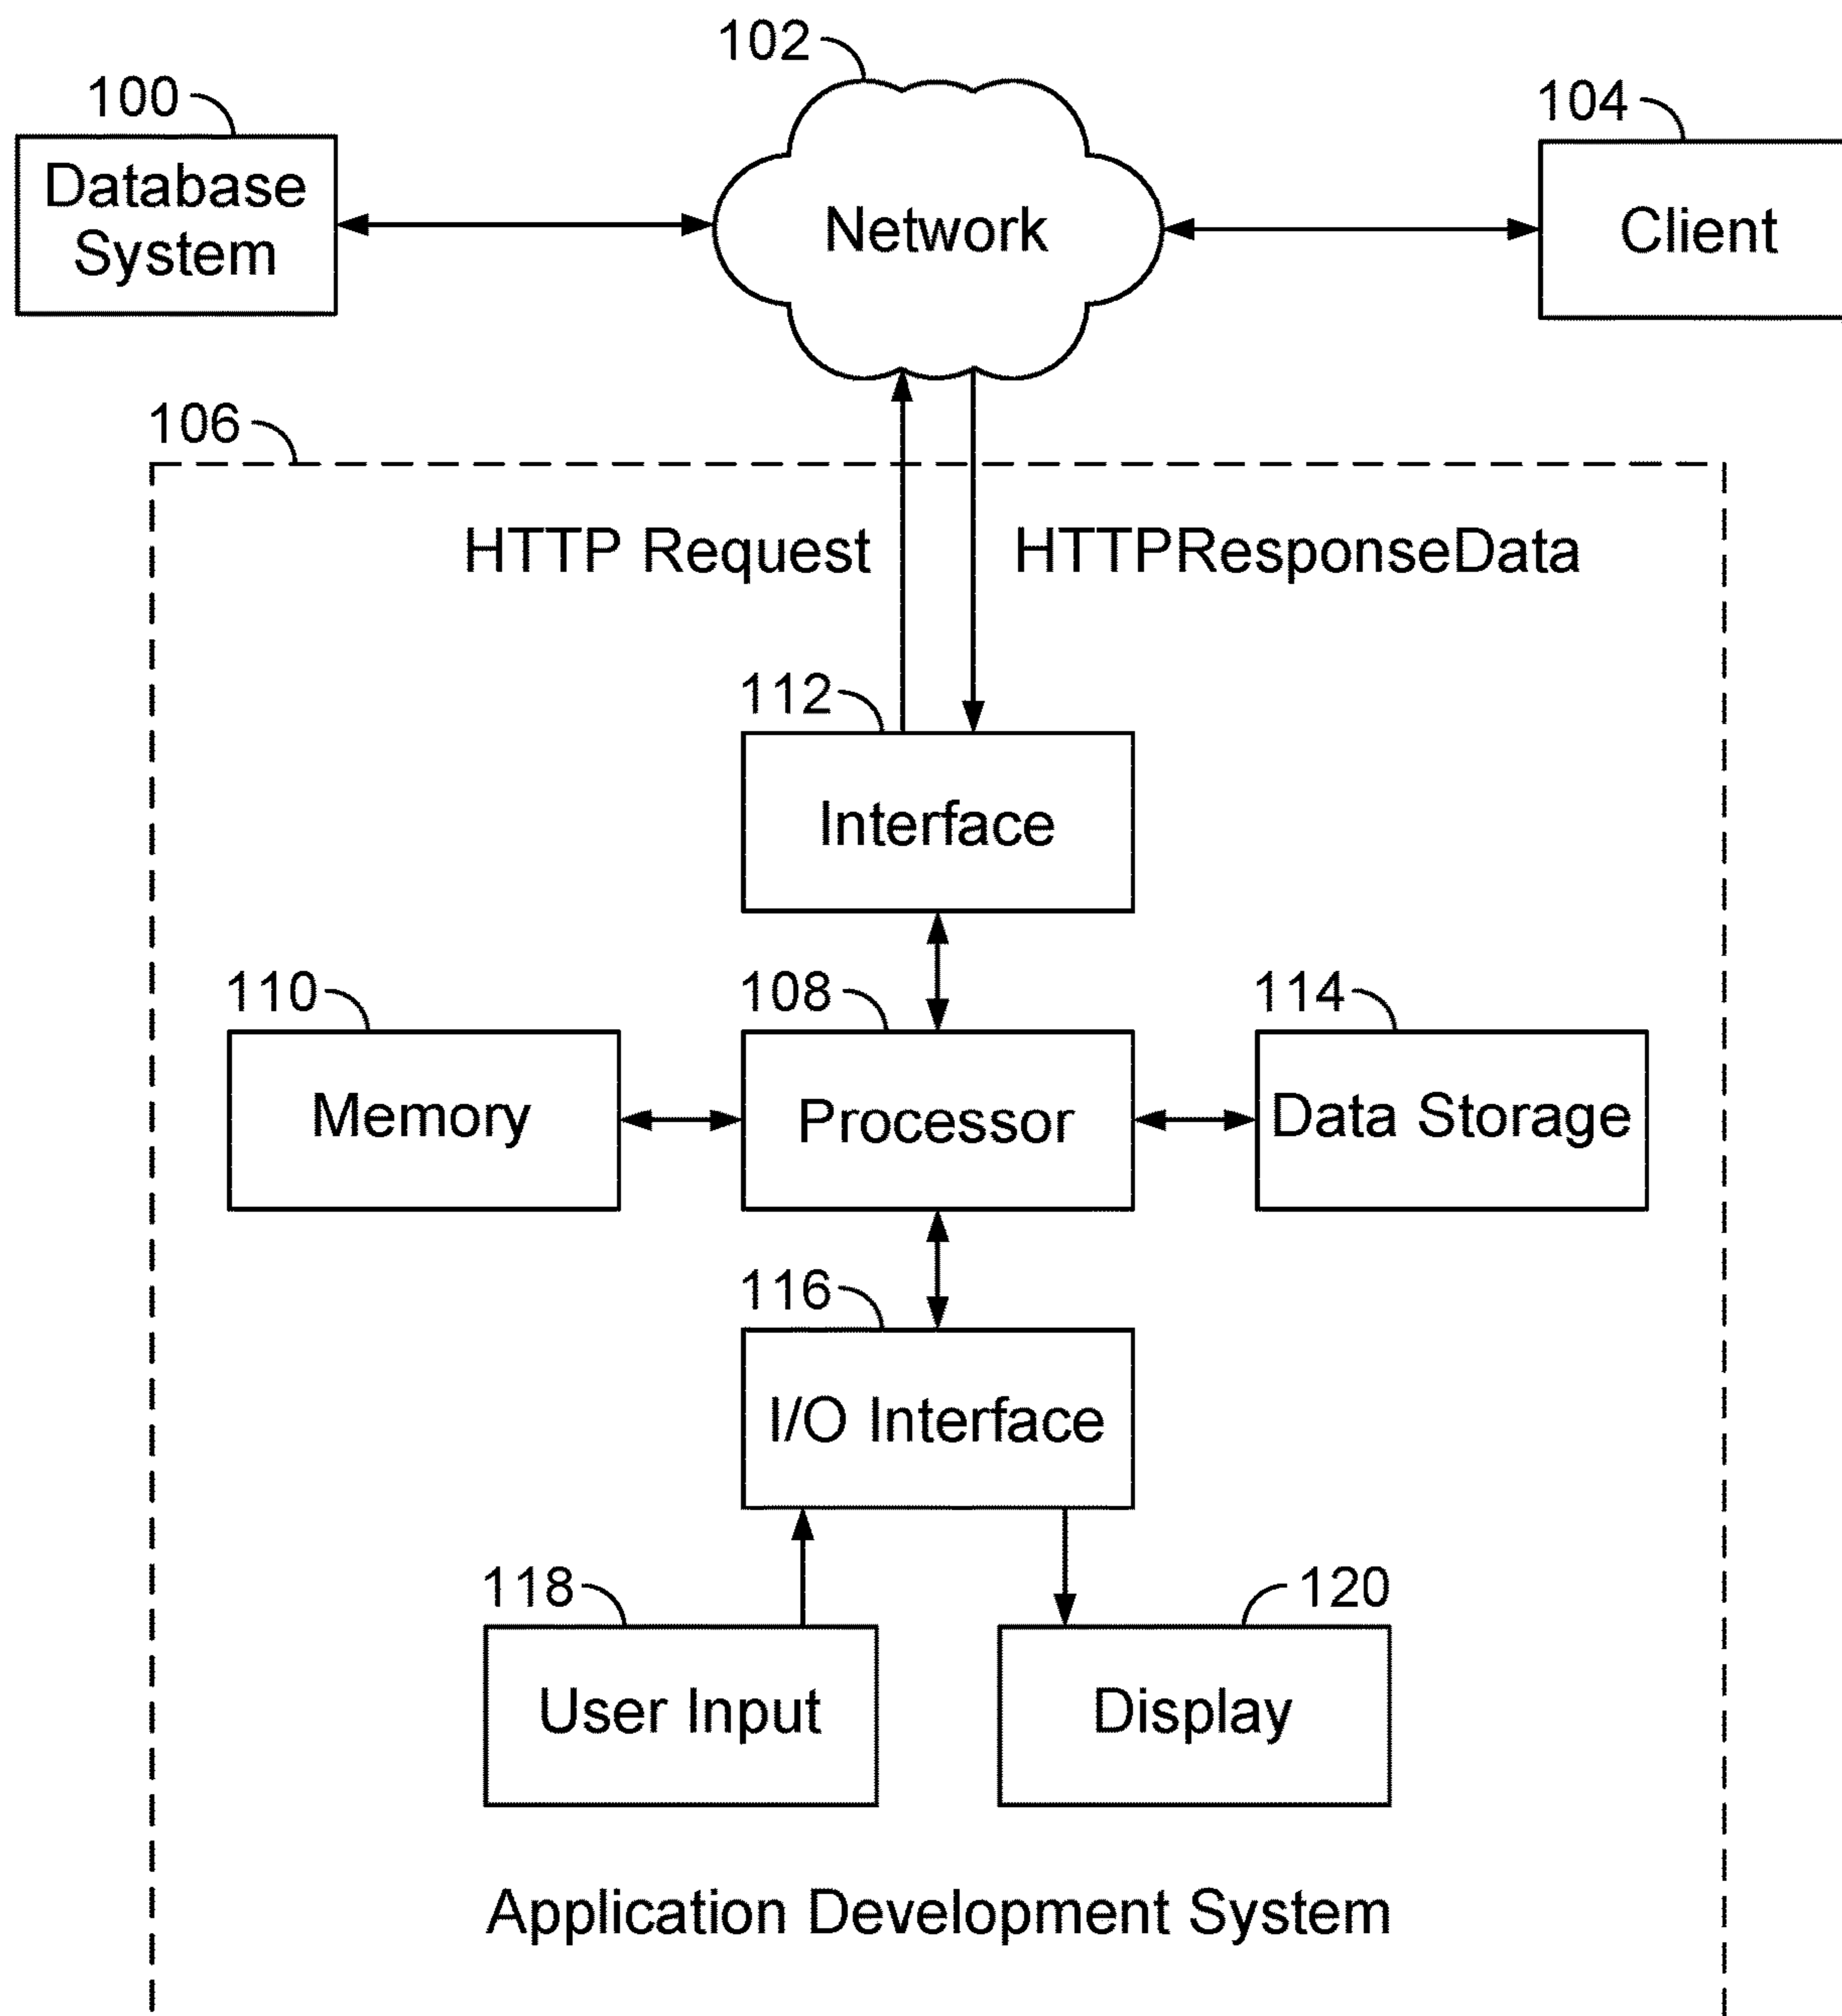 102
100
104
Database
System
Network
Client
106
HTTP Request
HTTPResponseData
112
Interface
110
108
114
Memory
Processor
Data Storage
116
I/O Interface
118
120
User Input
Display
Application Development System